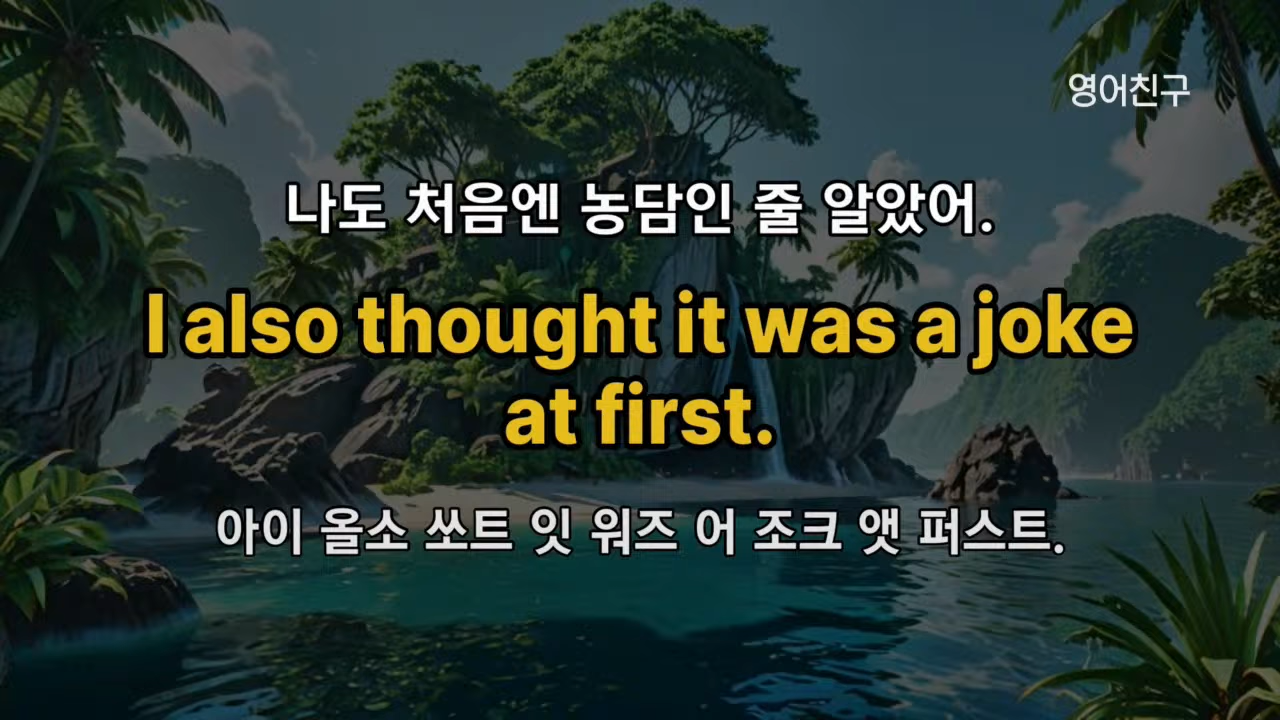 영어친구
나도 처음엔 농담인 줄 알았어.
I also thought it was a joke
at first.
아이 올소 쏘트 잇 워즈 어 조크 앳 퍼스트.